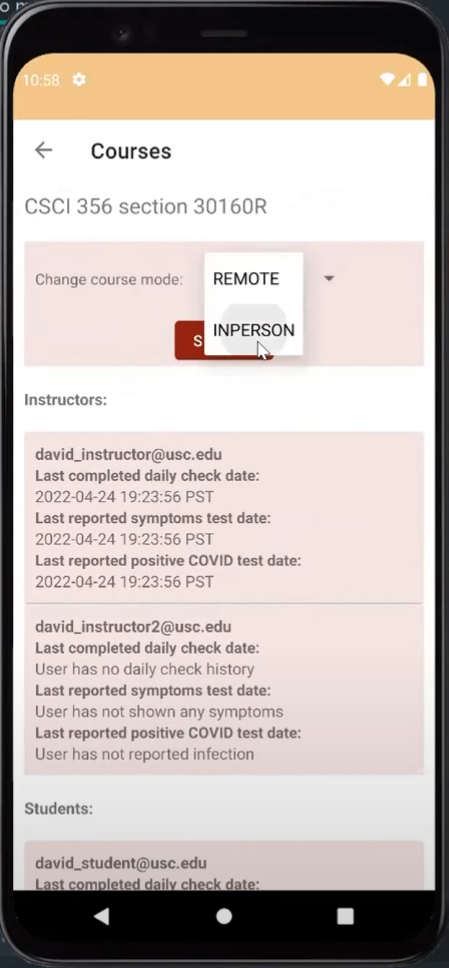 10:58
Courses
CSCI 356 section 30160R
Change course mode:
REMOTE
INPERSON
S
Instructors:
david_instructor@usc.edu
Last completed daily check date:
2022-04-24 19:23:56 PST
Last reported symptoms test date:
2022-04-24 19:23:56 PST
Last reported positive COVID test date:
2022-04-24 19:23:56 PST
david_instructor2@usc.edu
Last completed daily check date:
User has no daily check history
Last reported symptoms test date:
User has not shown any symptoms
Last reported positive COVID test date:
User has not reported infection
Students:
david_student@usc.edu
Last completed daily check date: